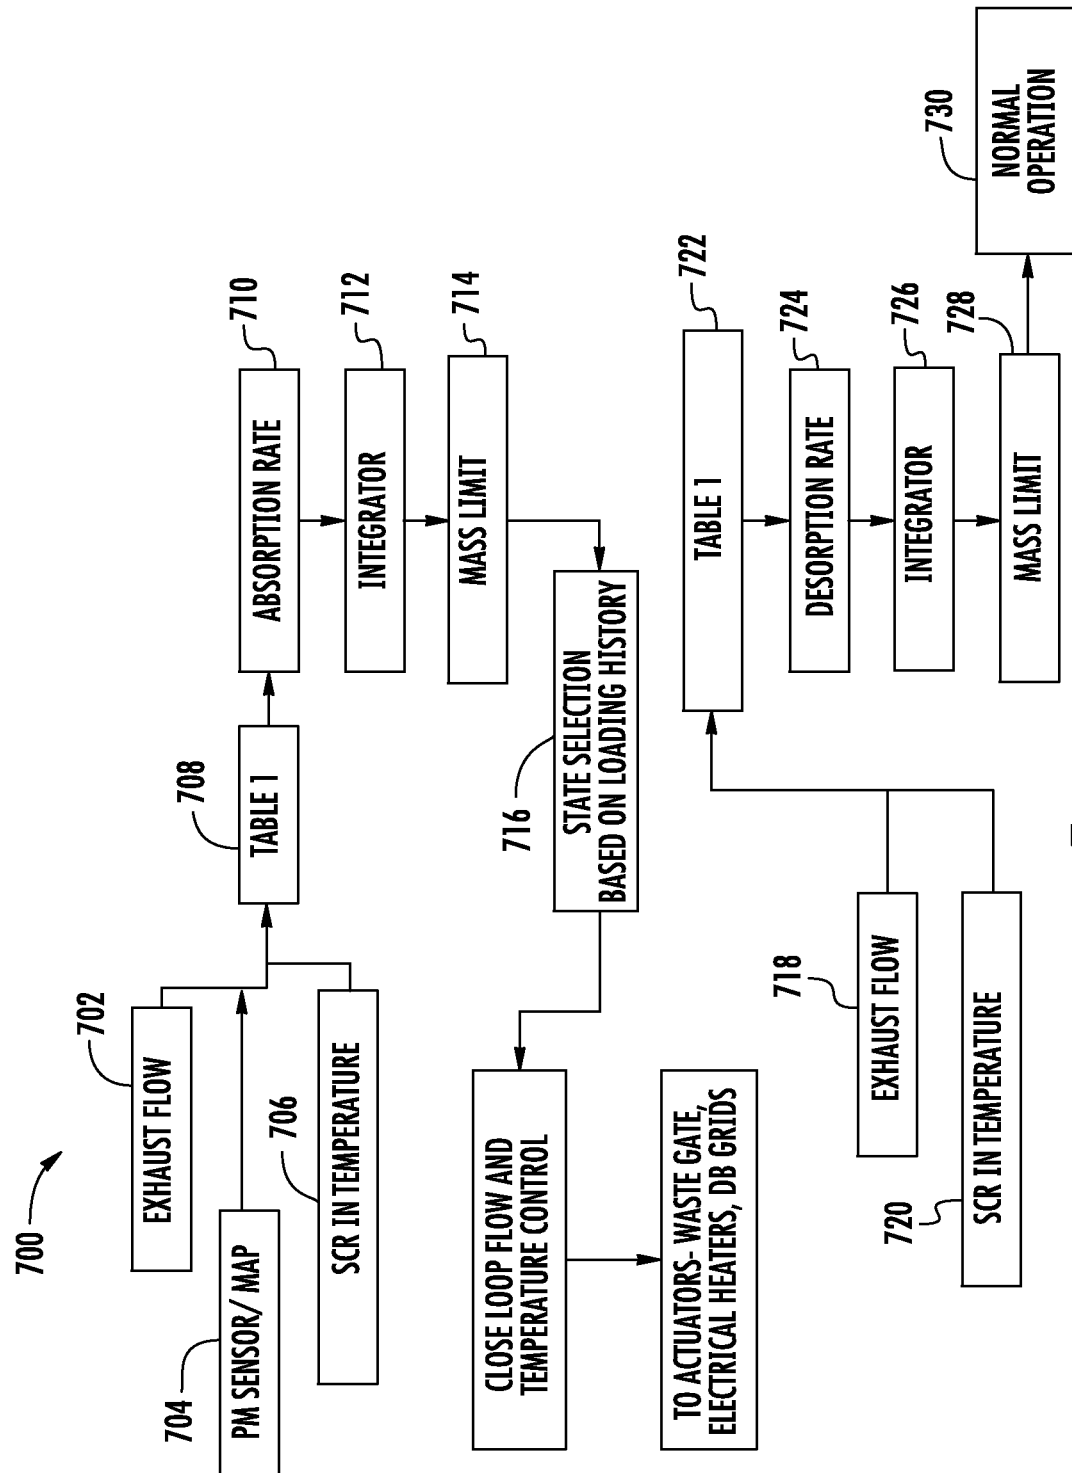 700
702
EXHAUST FLOW
704
PM SENSOR/ MAP
706
SCR IN TEMPERATURE
708
TABLE 1
710
ABSORPTION RATE
712
INTEGRATOR
714
MASS LIMIT
716
STATE SELECTION
BASED ON LOADING HISTORY
CLOSE LOOP FLOW AND
TEMPERATURE CONTROL
TO ACTUATORS- WASTE GATE,
ELECTRICAL HEATERS, DB GRIDS
718
EXHAUST FLOW
720
SCR IN TEMPERATURE
722
TABLE 1
724
DESORPTION RATE
726
INTEGRATOR
728
MASS LIMIT
730
NORMAL
OPERATION